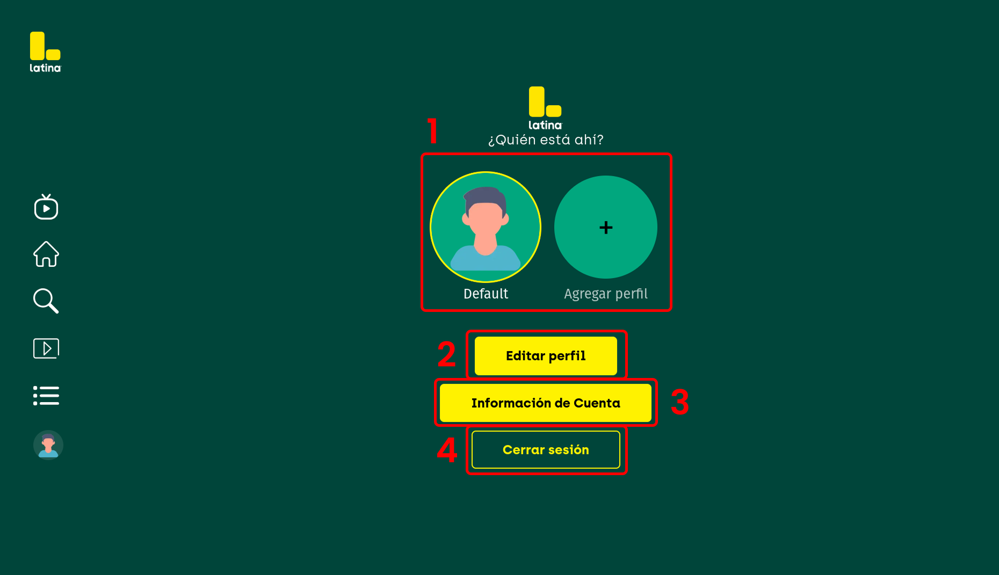 latina
latina
1
¿Quién está ahí?
+
Default
Agregar perfil
2
Editar perfil
Información de Cuenta
3
4
Cerrar sesión